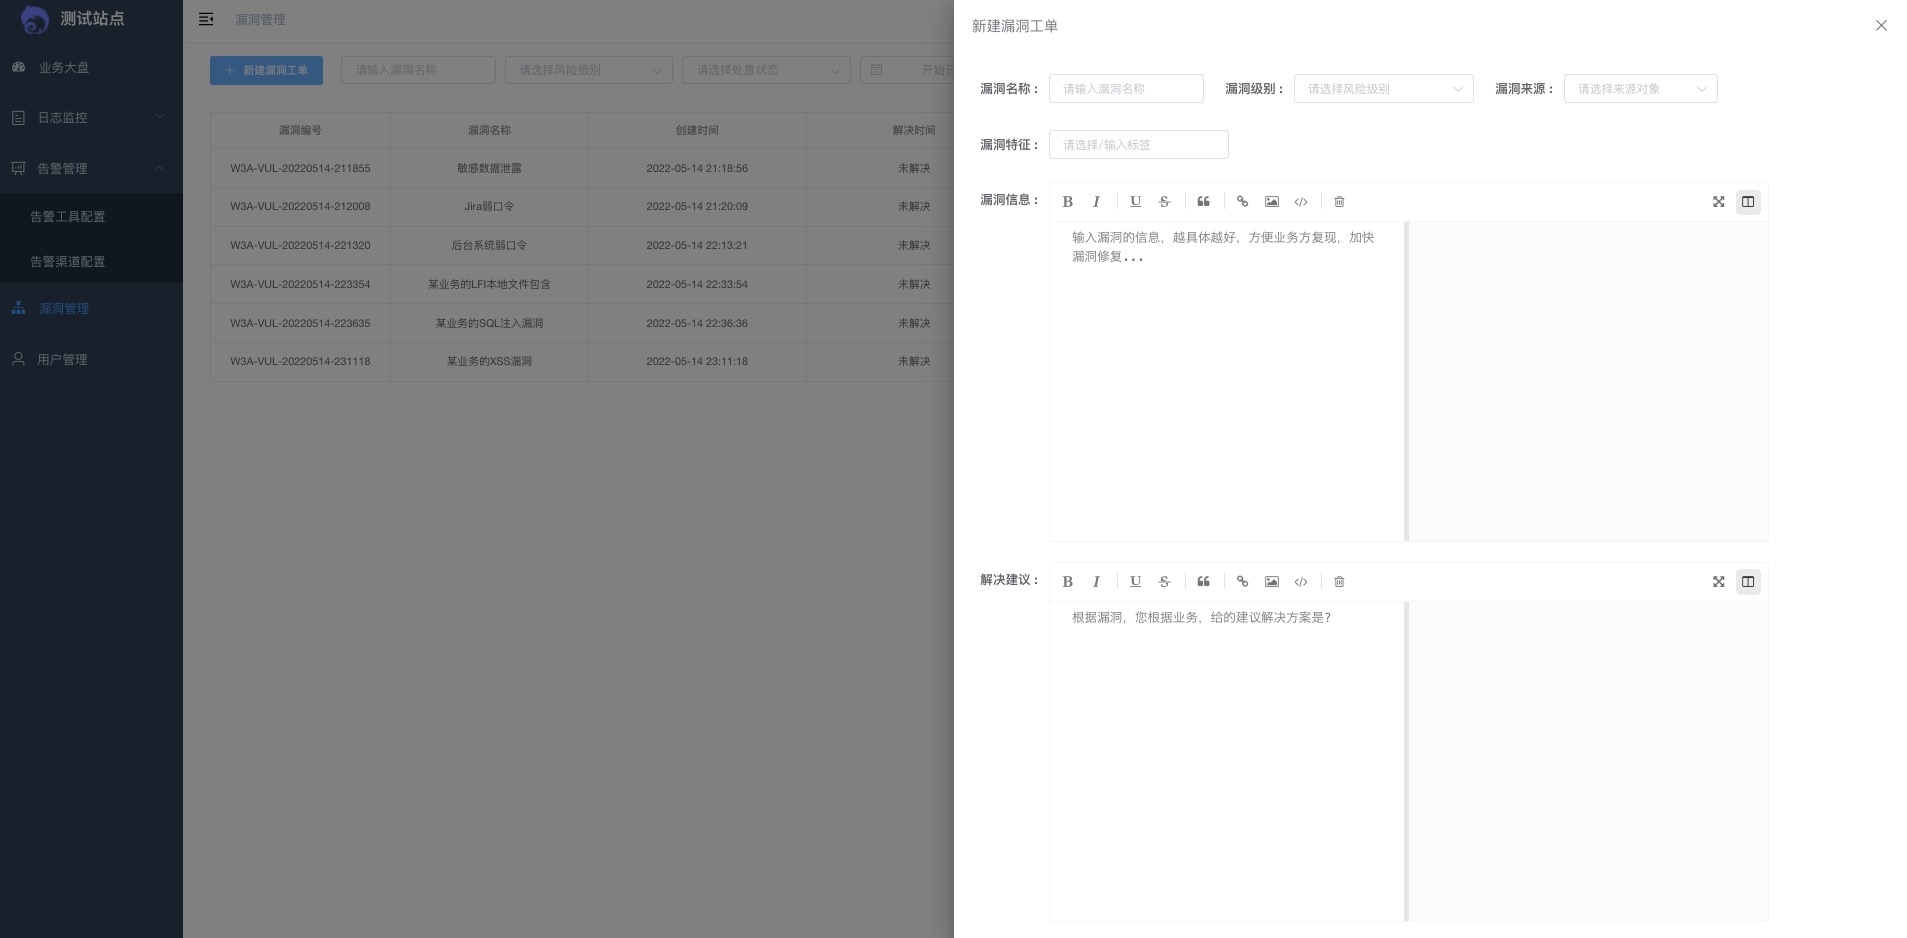 测试站点
业务大盘
日志监控
告警管理
告警工具配置
告警渠道配置
漏洞管理
用户管理
漏洞管理
新建漏洞工单 请输入漏洞名称 请选择风险级别 请选择处置状态 开始日
漏洞编号 漏洞名称 创建时间 解决时间
W3A-VUL-20220514-211855 敏感数据泄露 2022-05-14 21:18:56 未解决
W3A-VUL-20220514-212008 Jira弱口令 2022-05-14 21:20:09 未解决
W3A-VUL-20220514-221320 后台系统弱口令 2022-05-14 22:13:21 未解决
W3A-VUL-20220514-223354 某业务的LFI本地文件包含 2022-05-14 22:33:54 未解决
W3A-VUL-20220514-223635 某业务的SQL注入漏洞 2022-05-14 22:36:36 未解决
W3A-VUL-20220514-231118 某业务的XSS漏洞 2022-05-14 23:11:18 未解决
新建漏洞工单
漏洞名称： 请输入漏洞名称 漏洞级别： 请选择风险级别 漏洞来源： 请选择来源对象
漏洞特征： 请选择/输入标签
漏洞信息： B I U S
输入漏洞的信息，越具体越好，方便业务方复现，加快
漏洞修复...
解决建议： B I U S
根据漏洞，您根据业务，给的建议解决方案是?